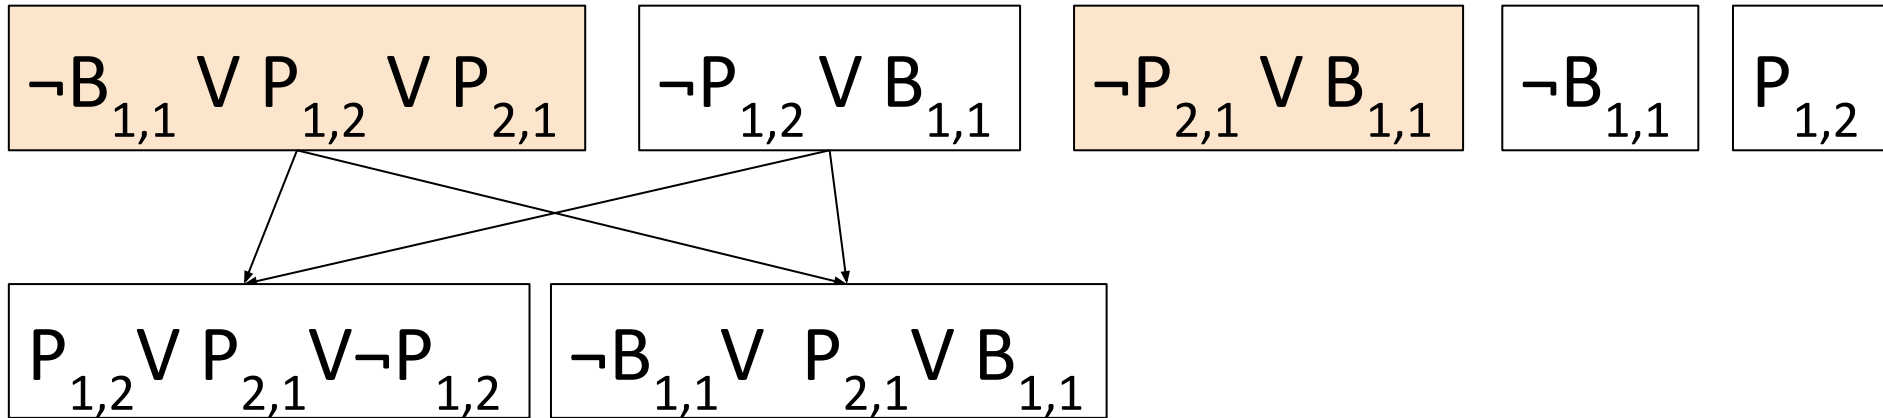 ¬B₁,₁ V P₁,₂ V P₂,₁ ¬P₁,₂ V B₁,₁ ¬P₂,₁ V B₁,₁ ¬B₁,₁ P₁,₂
P₁,₂V P₂,₁V¬P₁,₂ ¬B₁,₁V P₂,₁V B₁,₁